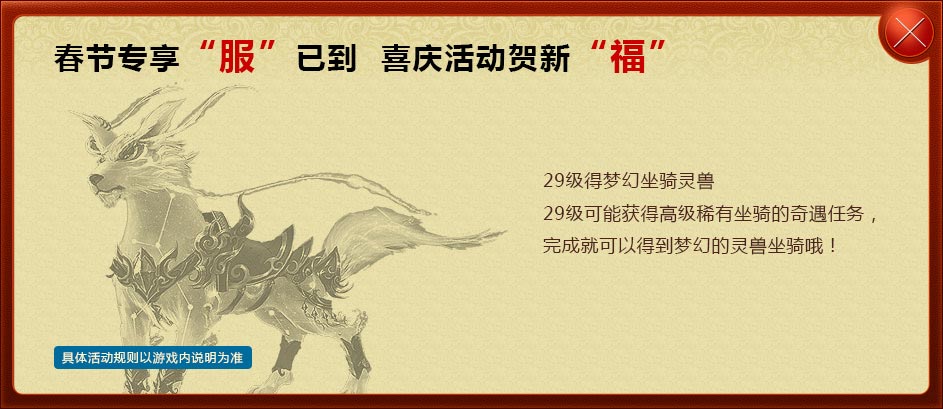 春节专享“服”已到 喜庆活动贺新“福”
29级得梦幻坐骑灵兽
29级可能获得高级稀有坐骑的奇遇任务，
完成就可以得到梦幻的灵兽坐骑哦！
具体活动规则以游戏内说明为准